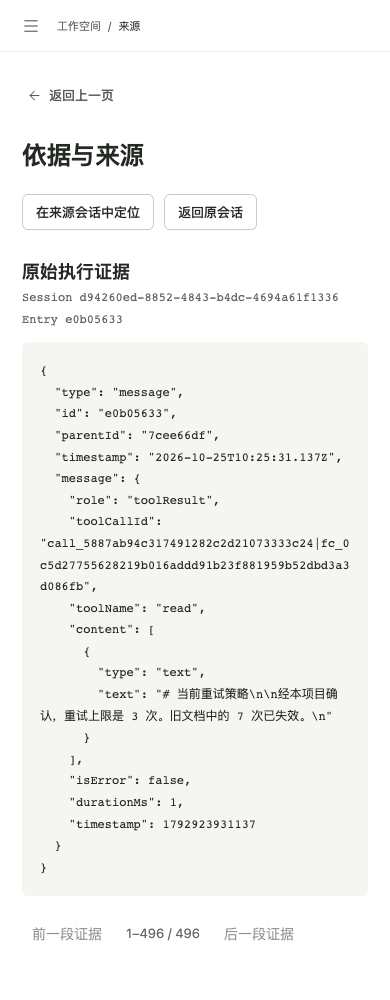 工作空间 / 来源
返回上一页
依据与来源
在来源会话中定位 返回原会话
原始执行证据
Session d94260ed-8852-4843-b4dc-4694a61f1336
Entry e0b05633
{
  "type": "message",
  "id": "e0b05633",
  "parentId": "7cee66df",
  "timestamp": "2026-10-25T10:25:31.137Z",
  "message": {
    "role": "toolResult",
    "toolCallId":
"call_5887ab94c317491282c2d21073333c24|fc_0
c5d27755628219b016addd91b23f881959b52dbd3a3
d086fb",
    "toolName": "read",
    "content": [
      {
        "type": "text",
        "text": "# 当前重试策略\n\n经本项目确
认，重试上限是 3 次。旧文档中的 7 次已失效。\n"
      }
    ],
    "isError": false,
    "durationMs": 1,
    "timestamp": 1792923931137
  }
}
前一段证据 1–496 / 496 后一段证据